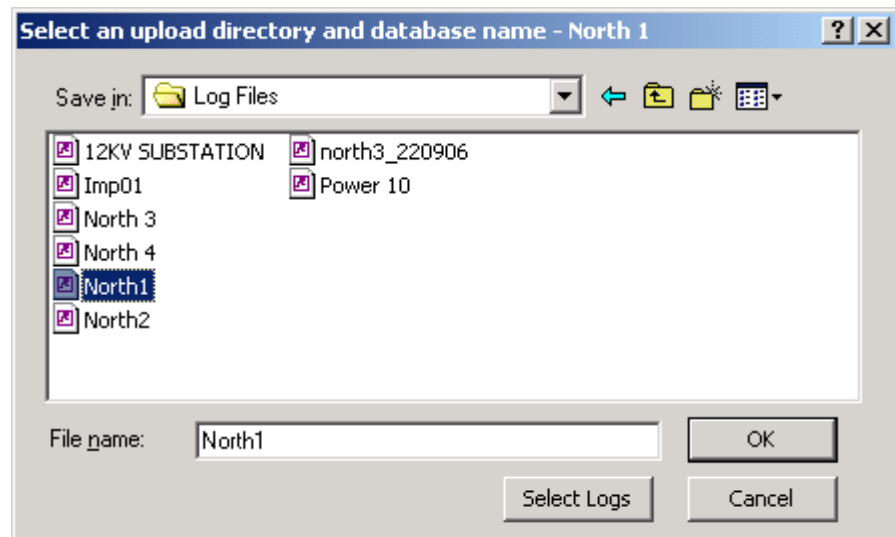 Select an upload directory and database name - North 1
Save in: Log Files
12KV SUBSTATION north3_220906
Imp01 Power 10
North 3
North 4
North1
North2
File name: North1 OK
Select Logs Cancel